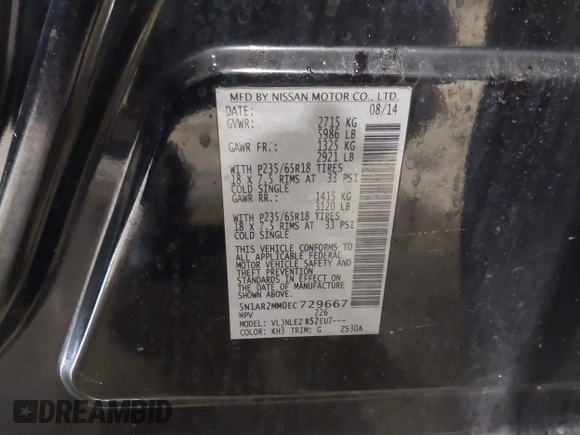 MFD BY NISSAN MOTOR CO., LTD.
DATE: 08/14
GVWR: 2715 KG
5986 LB
GAWR FR.: 1325 KG
2921 LB
WITH P235/65R18 TIRES
18 X 7.5 RIMS AT 33 PSI
COLD SINGLE
GAWR RR.: 1415 KG
3120 LB
WITH P235/65R18 TIRES
18 X 7.5 RIMS AT 33 PSI
COLD SINGLE
THIS VEHICLE CONFORMS TO
ALL APPLICABLE FEDERAL
MOTOR VEHICLE SAFETY AND
THEFT PREVENTION
STANDARDS IN EFFECT ON
THE DATE OF MANUFACTURE
SHOWN ABOVE.
5N1AR2MM0EC729667
MPV 226
MODEL: VLJNLEZ R52EU7---
COLOR: KH3 TRIM: G ZS30A
DREAMBID